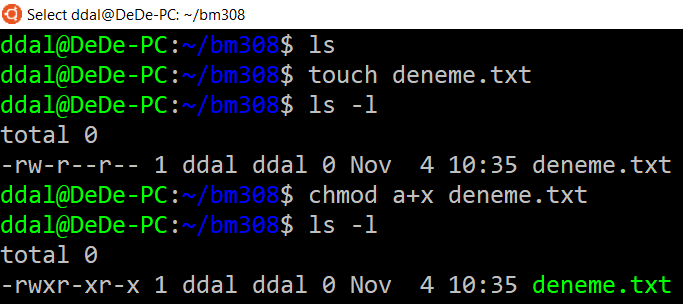 Select ddal@DeDe-PC: ~/bm308
ddal@DeDe-PC:~/bm308$ ls
ddal@DeDe-PC:~/bm308$ touch deneme.txt
ddal@DeDe-PC:~/bm308$ ls -l
total 0
-rw-r--r-- 1 ddal ddal 0 Nov  4 10:35 deneme.txt
ddal@DeDe-PC:~/bm308$ chmod a+x deneme.txt
ddal@DeDe-PC:~/bm308$ ls -l
total 0
-rwxr-xr-x 1 ddal ddal 0 Nov  4 10:35 deneme.txt